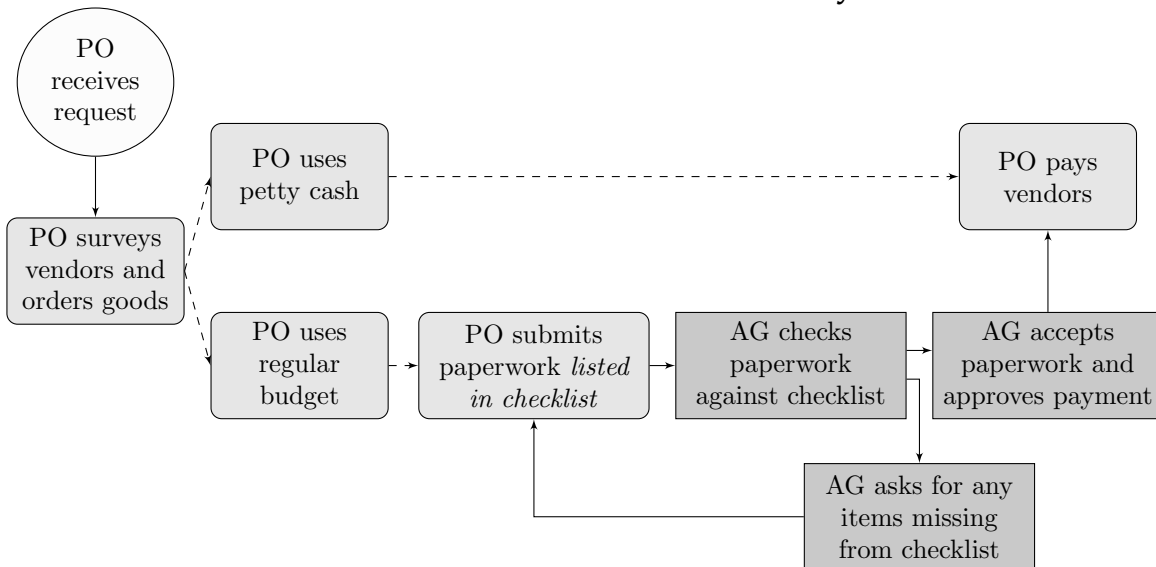 PO
receives
request
PO uses
petty cash
PO pays
vendors
PO surveys
vendors and
orders goods
PO uses
regular
budget
PO submits
paperwork listed
in checklist
AG checks
paperwork
against checklist
AG accepts
paperwork and
approves payment
AG asks for any
items missing
from checklist